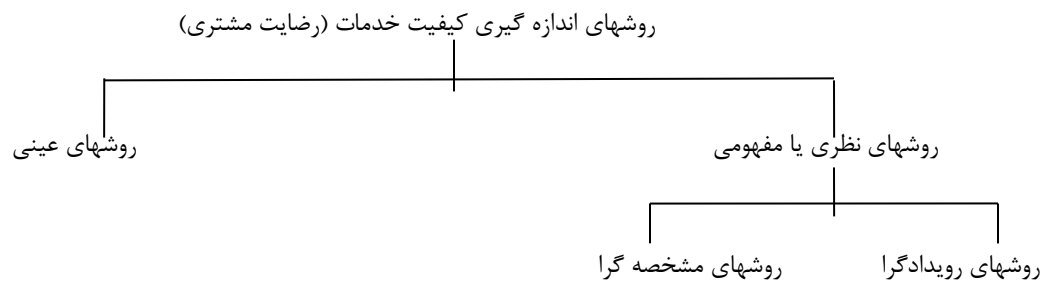 روشهای اندازه گیری کیفیت خدمات (رضایت مشتری)
روشهای نظری یا مفهومی
روشهای عینی
روشهای رویدادگرا
روشهای مشخصه گرا